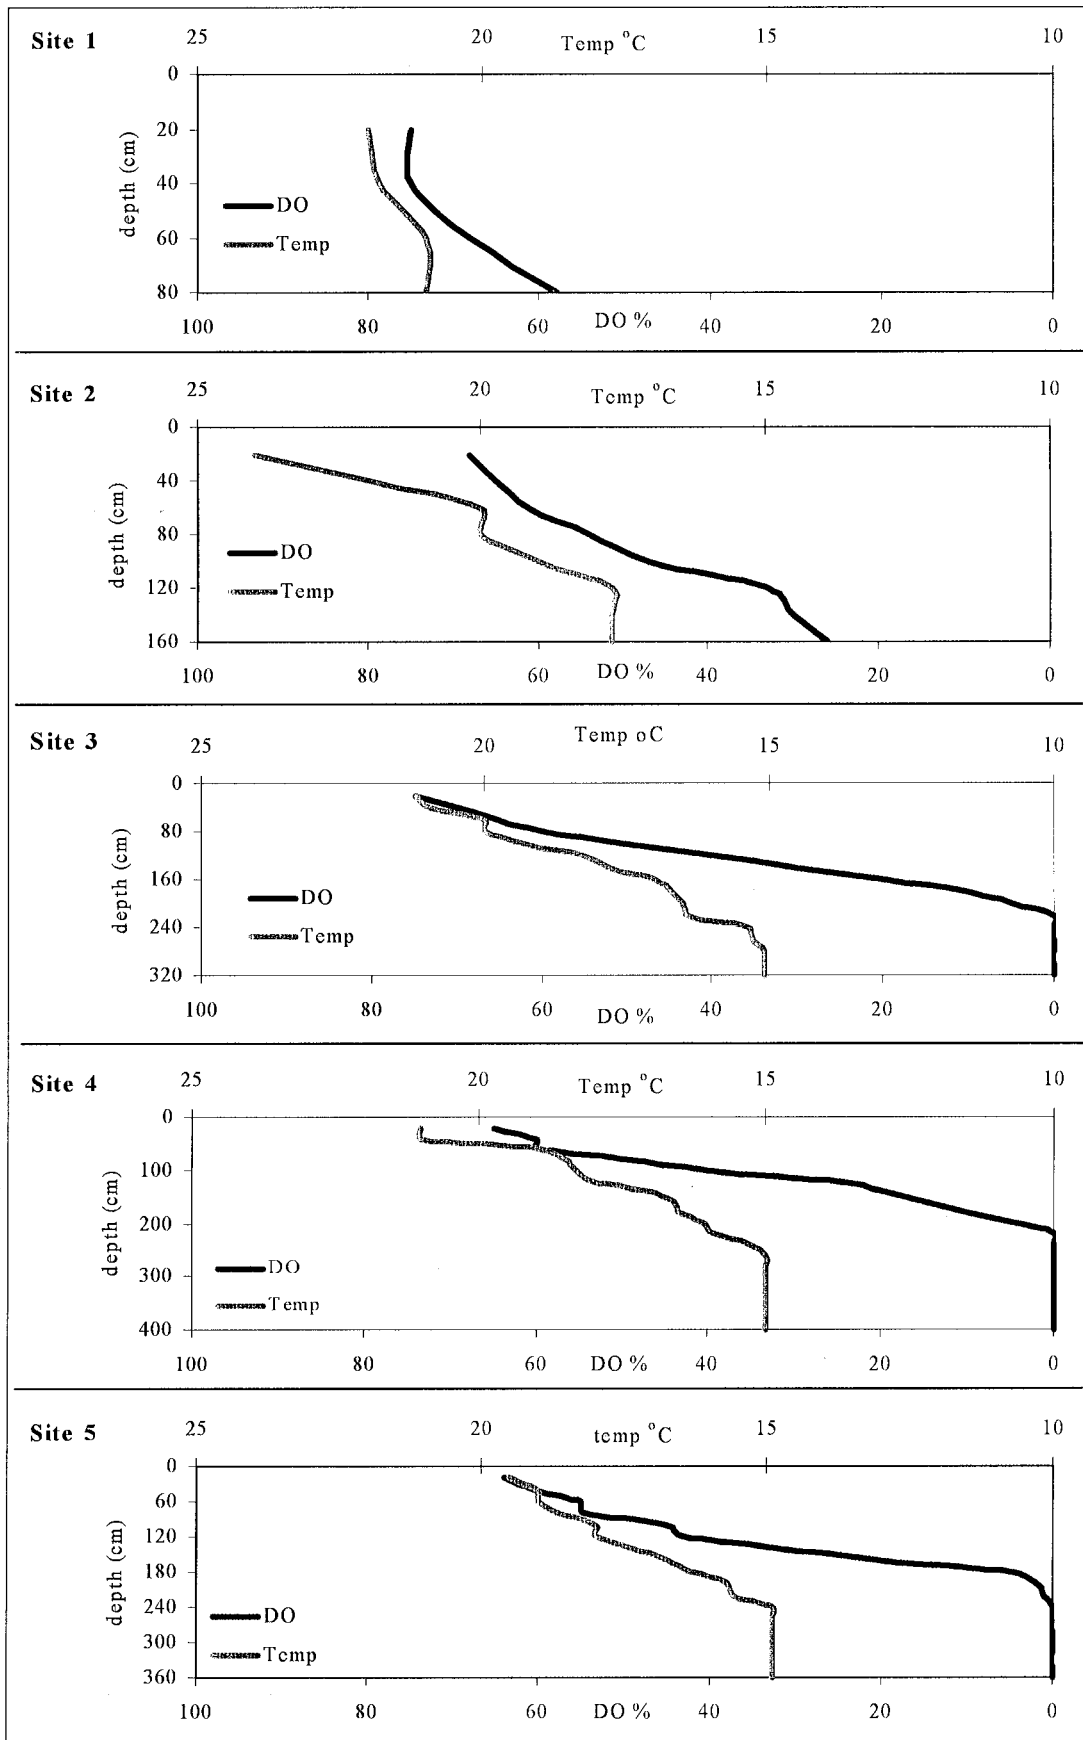 Site 1
25 20 Temp °C 15 10
0
20
40
60
80
depth (cm)
DO
Temp
100 80 60 DO % 40 20 0
Site 2
25 20 Temp °C 15 10
0
40
80
120
160
depth (cm)
DO
Temp
100 80 60 DO % 40 20 0
Site 3
25 20 Temp oC 15 10
0
80
160
240
320
depth (cm)
DO
Temp
100 80 60 DO % 40 20 0
Site 4
25 20 Temp °C 15 10
0
100
200
300
400
depth (cm)
DO
Temp
100 80 60 DO % 40 20 0
Site 5
25 20 temp °C 15 10
0
60
120
180
240
300
360
depth (cm)
DO
Temp
100 80 60 DO % 40 20 0